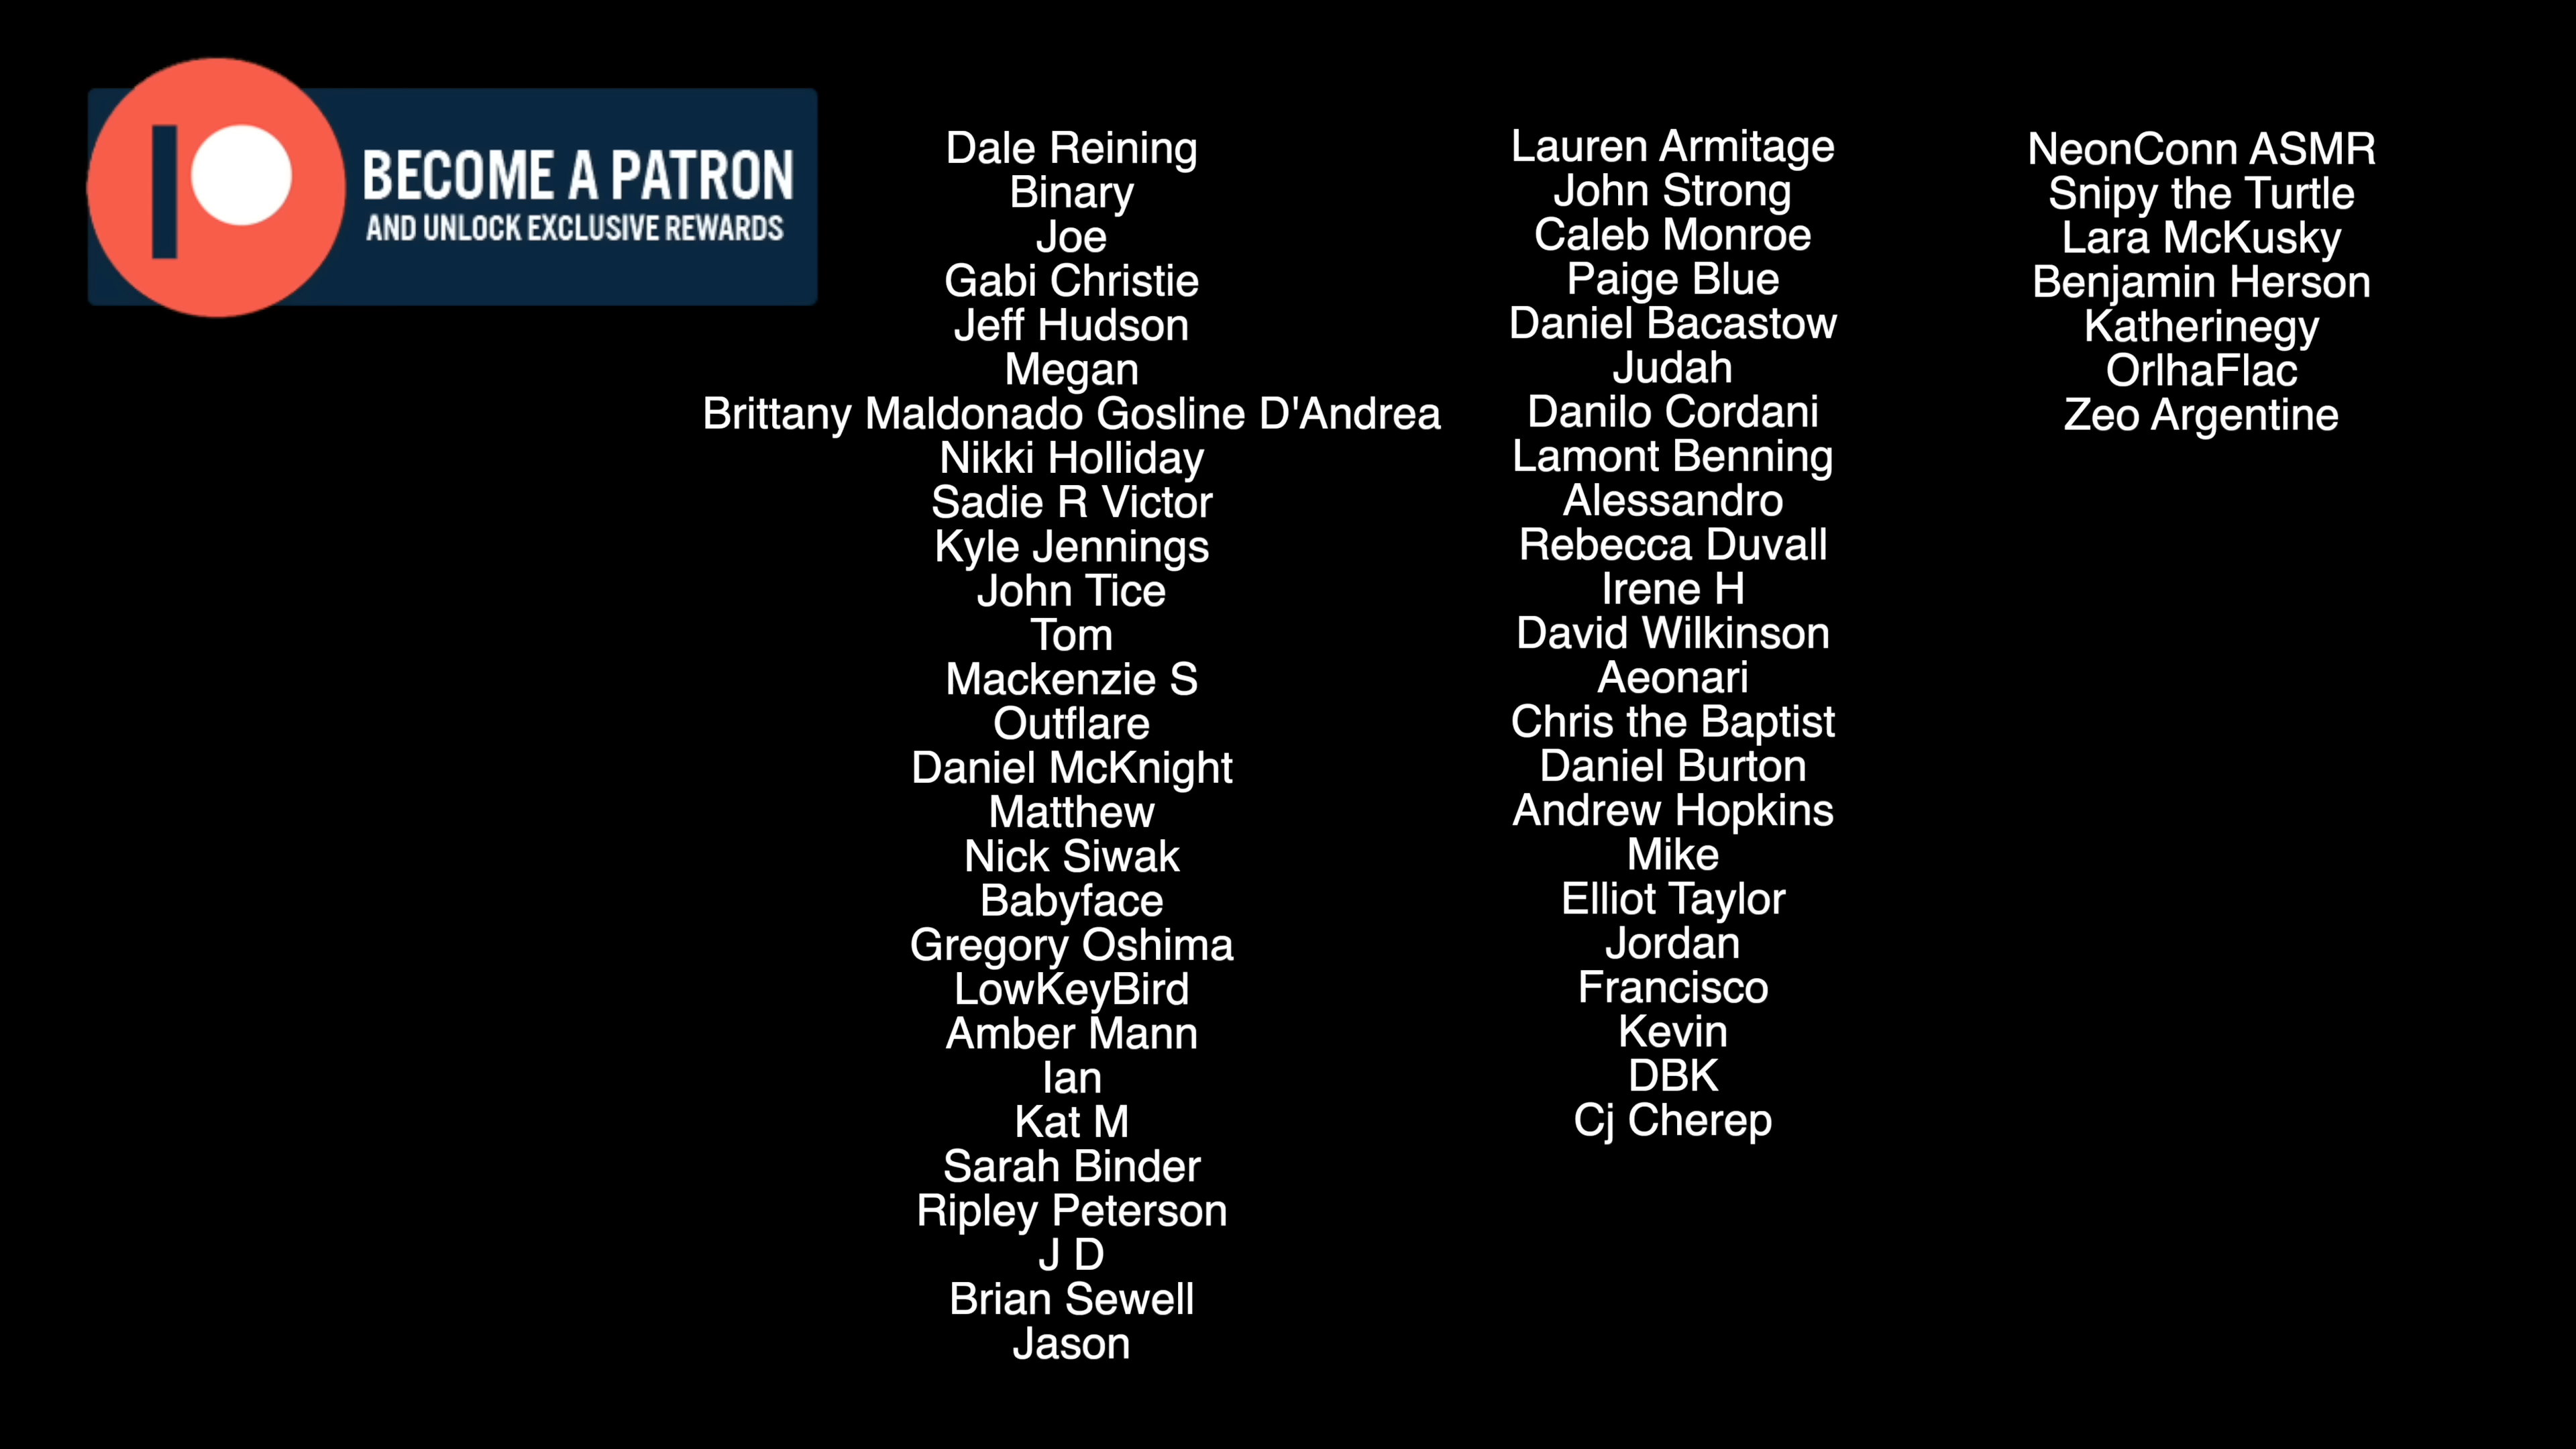 BECOME A PATRON
AND UNLOCK EXCLUSIVE REWARDS
Dale Reining
Binary
Joe
Gabi Christie
Jeff Hudson
Megan
Brittany Maldonado Gosline D'Andrea
Nikki Holliday
Sadie R Victor
Kyle Jennings
John Tice
Tom
Mackenzie S
Outflare
Daniel McKnight
Matthew
Nick Siwak
Babyface
Gregory Oshima
LowKeyBird
Amber Mann
Ian
Kat M
Sarah Binder
Ripley Peterson
J D
Brian Sewell
Jason
Lauren Armitage
John Strong
Caleb Monroe
Paige Blue
Daniel Bacastow
Judah
Danilo Cordani
Lamont Benning
Alessandro
Rebecca Duvall
Irene H
David Wilkinson
Aeonari
Chris the Baptist
Daniel Burton
Andrew Hopkins
Mike
Elliot Taylor
Jordan
Francisco
Kevin
DBK
Cj Cherep
NeonConn ASMR
Snipy the Turtle
Lara McKusky
Benjamin Herson
Katherinegy
OrlhaFlac
Zeo Argentine